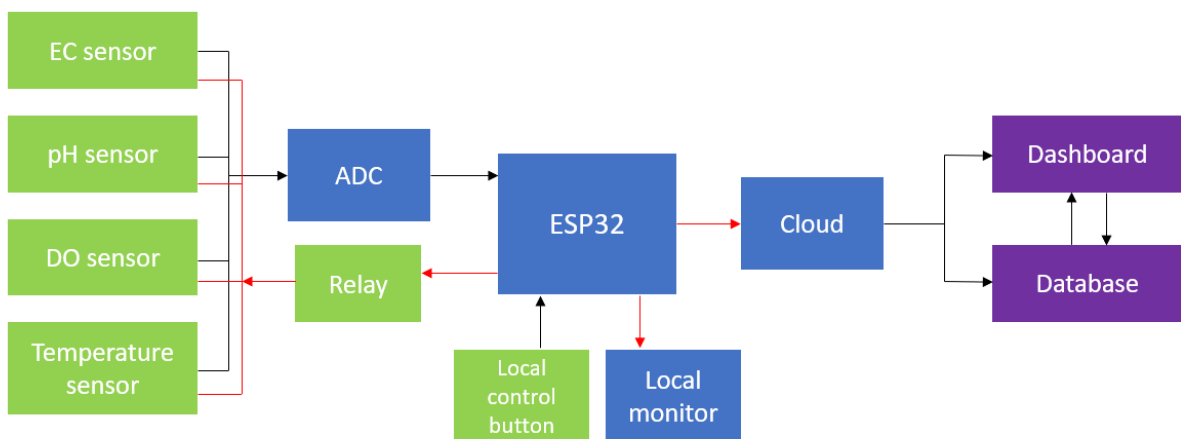 EC sensor
pH sensor
DO sensor
Temperature
sensor
ADC
Relay
ESP32
Local
control
button
Local
monitor
Cloud
Dashboard
Database